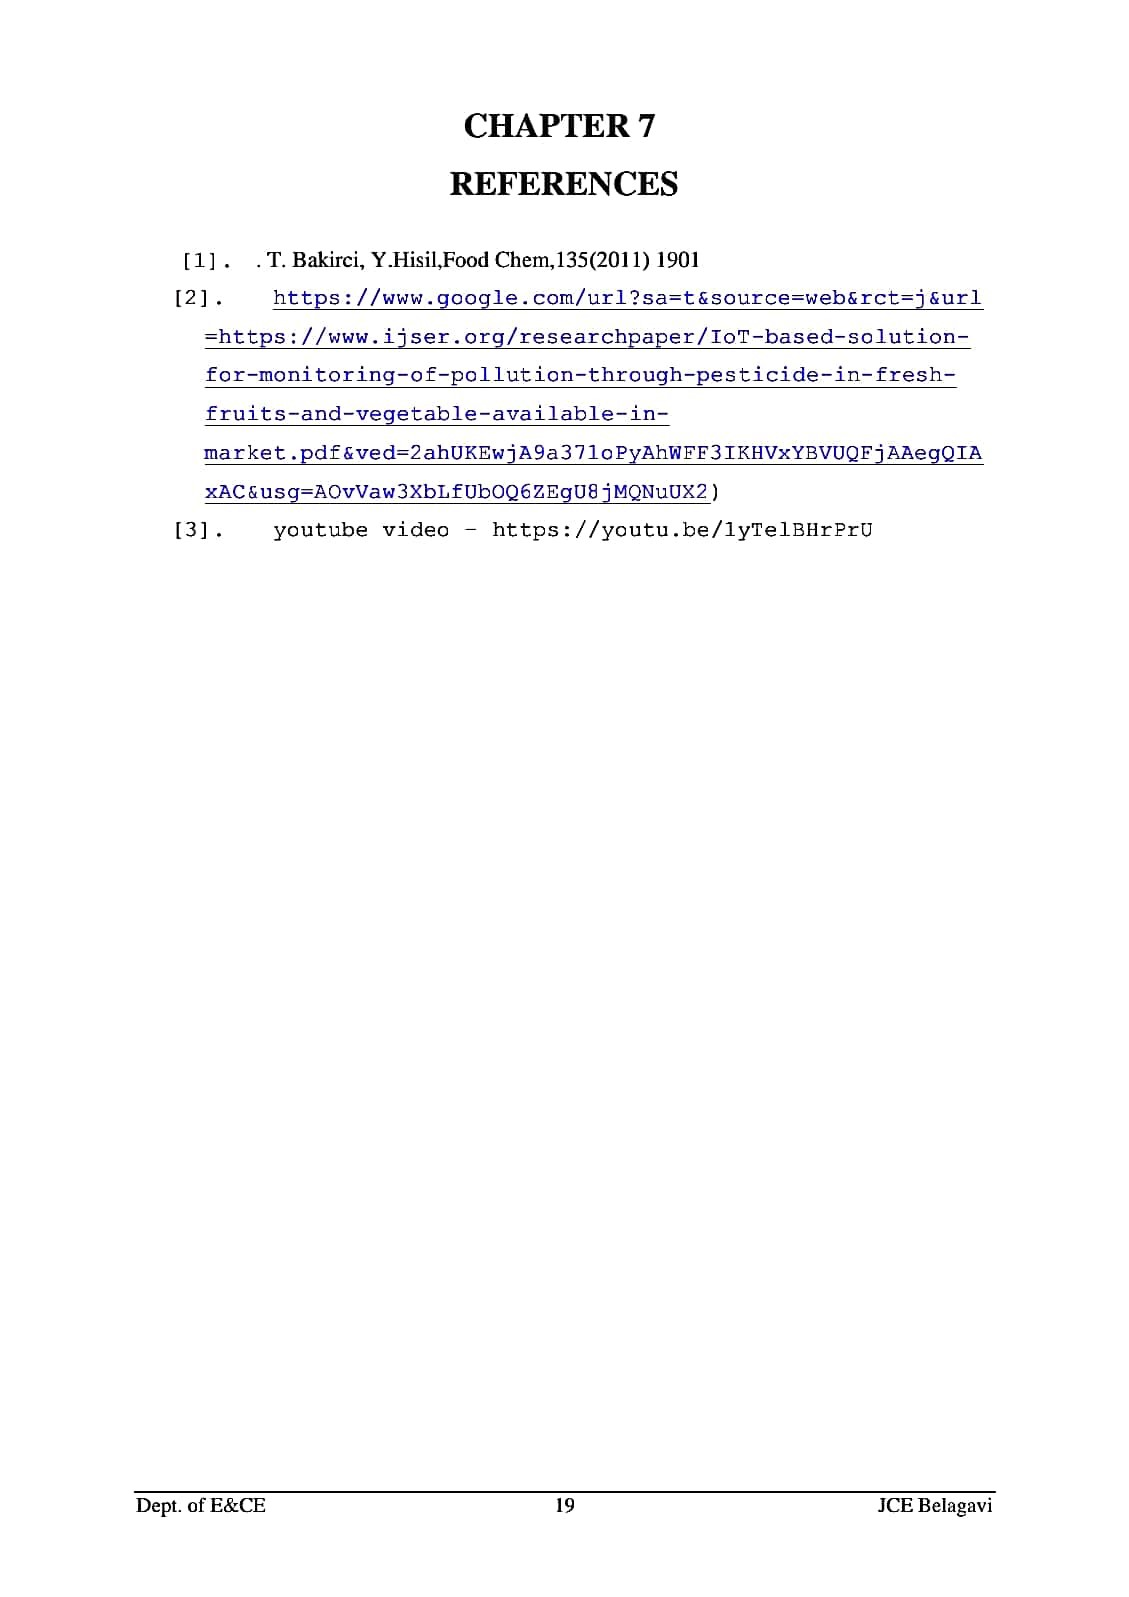 CHAPTER 7
REFERENCES
[1]. . T. Bakirci, Y.Hisil,Food Chem,135(2011) 1901
[2]. https://www.google.com/url?sa=t&source=web&rct=j&url
=https://www.ijser.org/researchpaper/IoT-based-solution-
for-monitoring-of-pollution-through-pesticide-in-fresh-
fruits-and-vegetable-available-in-
market.pdf&ved=2ahUKEwjA9a371oPyAhWFF3IKHVxYBVUQFjAAegQIA
xAC&usg=AOvVaw3XbLfUbOQ6ZEgU8jMQNuUX2)
[3]. youtube video – https://youtu.be/1yTelBHrPrU
Dept. of E&CE 19 JCE Belagavi